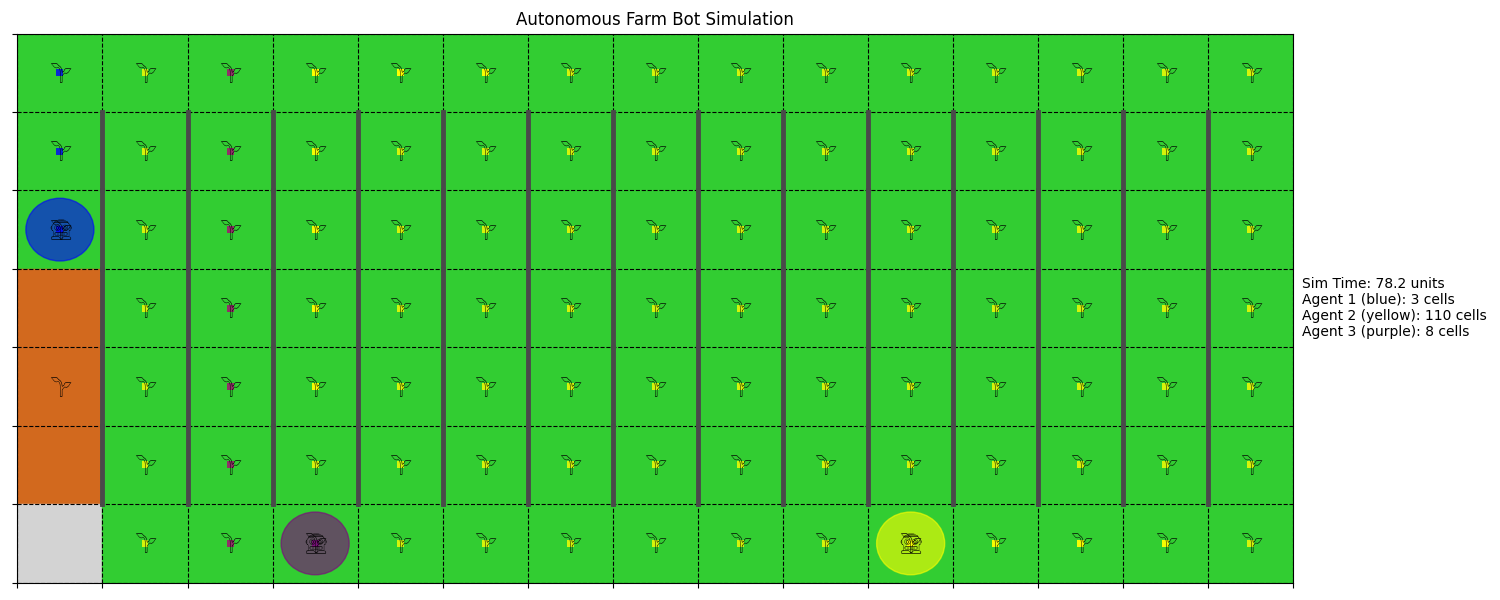 Autonomous Farm Bot Simulation
Sim Time: 78.2 units
Agent 1 (blue): 3 cells
Agent 2 (yellow): 110 cells
Agent 3 (purple): 8 cells